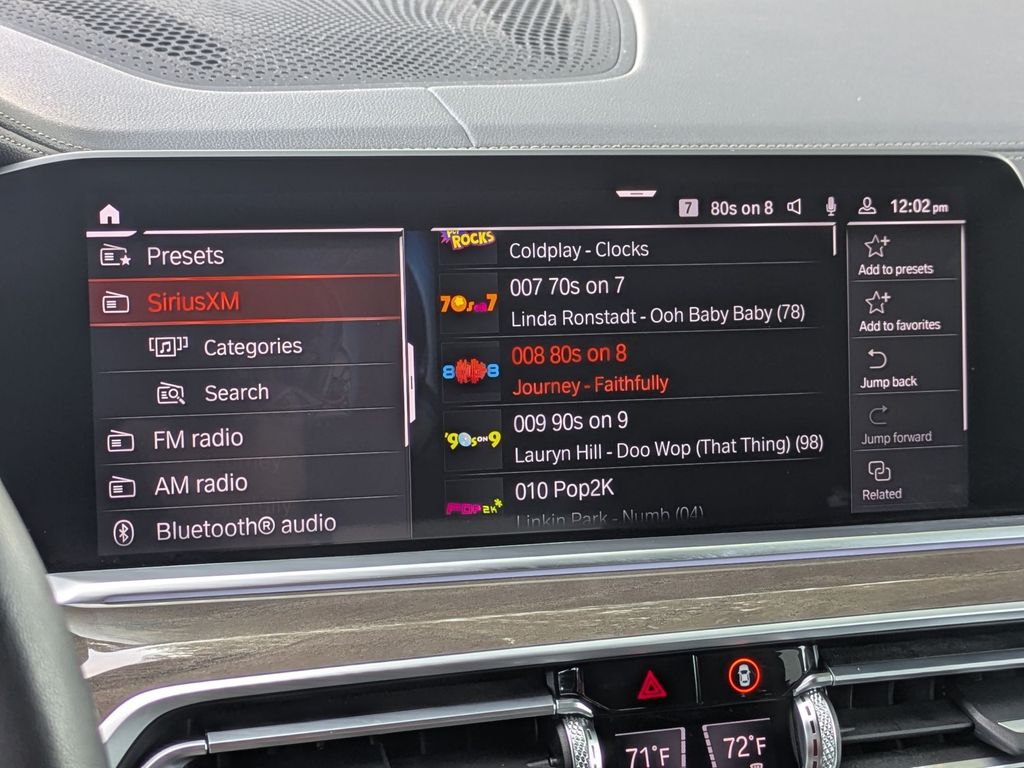 7 80s on 8 12:02 pm
Presets
SiriusXM
Categories
Search
FM radio
AM radio
Bluetooth® audio
ROCKS
Coldplay - Clocks
70s on 7
007 70s on 7
Linda Ronstadt - Ooh Baby Baby (78)
8 8
008 80s on 8
Journey - Faithfully
'90s ON 9
009 90s on 9
Lauryn Hill - Doo Wop (That Thing) (98)
POP2K
010 Pop2K
Linkin Park - Numb (04)
Add to presets
Add to favorites
Jump back
Jump forward
Related
71°F
72°F